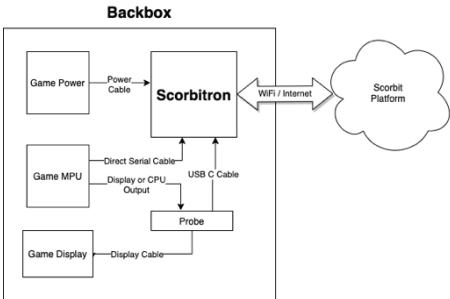 Backbox
Game Power
Power
Cable
Scorbitron
WiFi / Internet
Scorbit
Platform
Game MPU
Direct Serial Cable
Display or CPU
Output
USB C Cable
Probe
Game Display
Display Cable